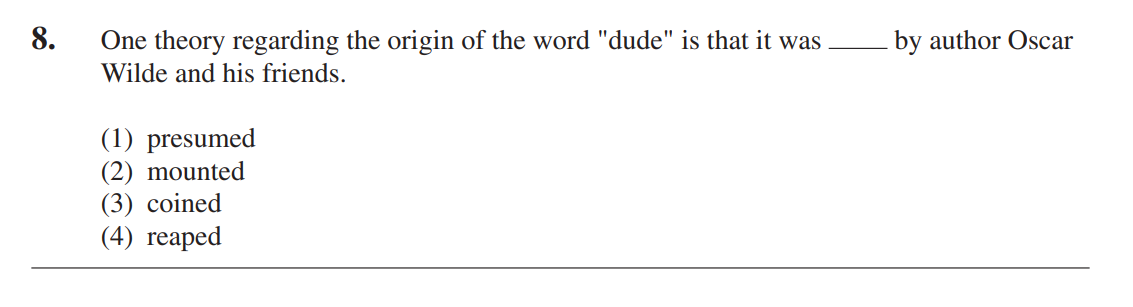 8. One theory regarding the origin of the word "dude" is that it was ____ by author Oscar
Wilde and his friends.
(1) presumed
(2) mounted
(3) coined
(4) reaped